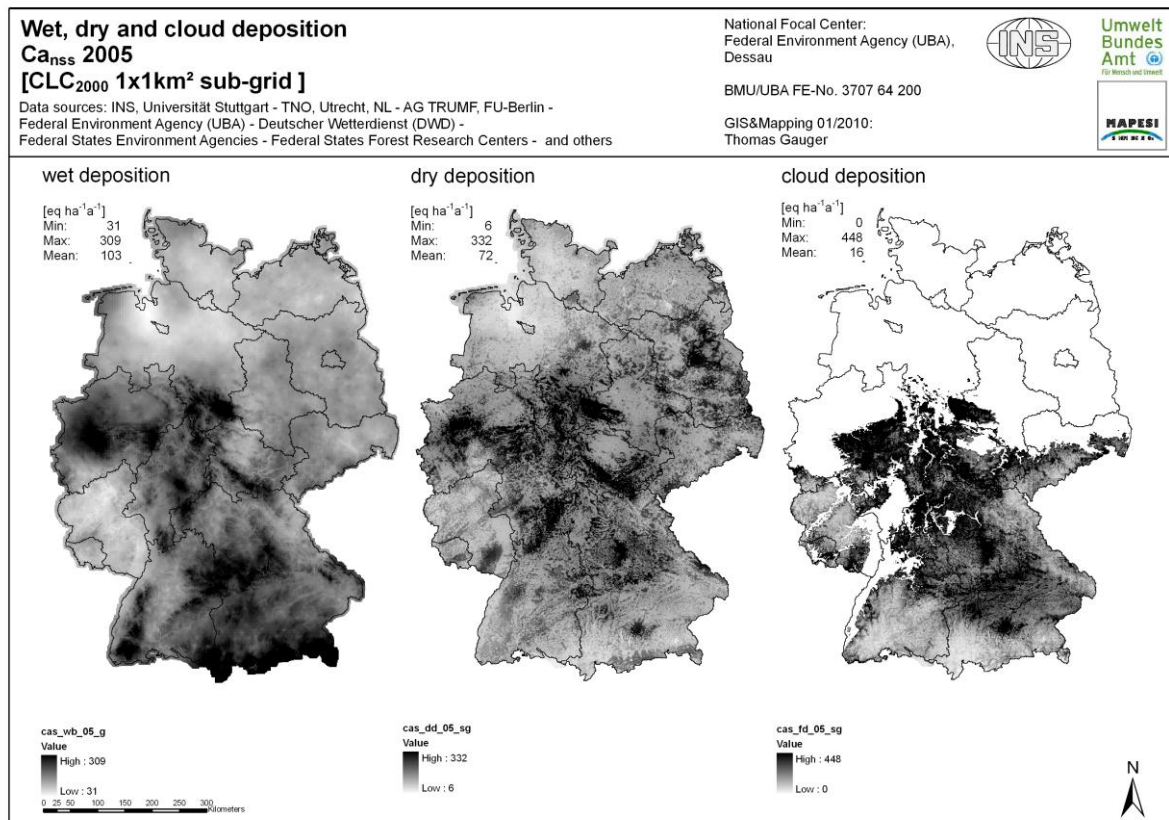 Wet, dry and cloud deposition
Ca nss 2005
[CLC2000 1x1km² sub-grid ]
Data sources: INS, Universität Stuttgart - TNO, Utrecht, NL - AG TRUMF, FU-Berlin -
Federal Environment Agency (UBA) - Deutscher Wetterdienst (DWD) -
Federal States Environment Agencies - Federal States Forest Research Centers - and others
National Focal Center:
Federal Environment Agency (UBA),
Dessau
BMU/UBA FE-No. 3707 64 200
GIS&Mapping 01/2010:
Thomas Gauger
INS
Umwelt
Bundes
Amt
Für Mensch und Umwelt
MAPESI
wet deposition
[eq ha⁻¹a⁻¹]
Min: 31
Max: 309
Mean: 103
dry deposition
[eq ha⁻¹a⁻¹]
Min: 6
Max: 332
Mean: 72
cloud deposition
[eq ha⁻¹a⁻¹]
Min: 0
Max: 448
Mean: 16
cas_wb_05_g
Value
High : 309
Low : 31
0 25 50 100 150 200 250 300
Kilometers
cas_dd_05_sg
Value
High : 332
Low : 6
cas_fd_05_sg
Value
High : 448
Low : 0
N